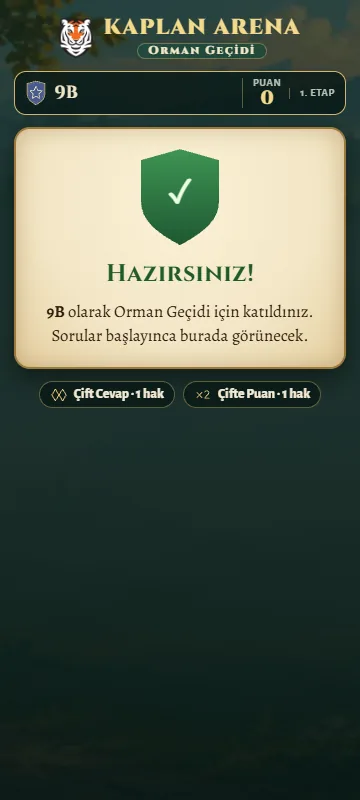 KAPLAN ARENA
Orman Geçidi
9B
PUAN
0
1. ETAP
Hazırsınız!
9B olarak Orman Geçidi için katıldınız.
Sorular başlayınca burada görünecek.
Çift Cevap · 1 hak
×2 Çifte Puan · 1 hak